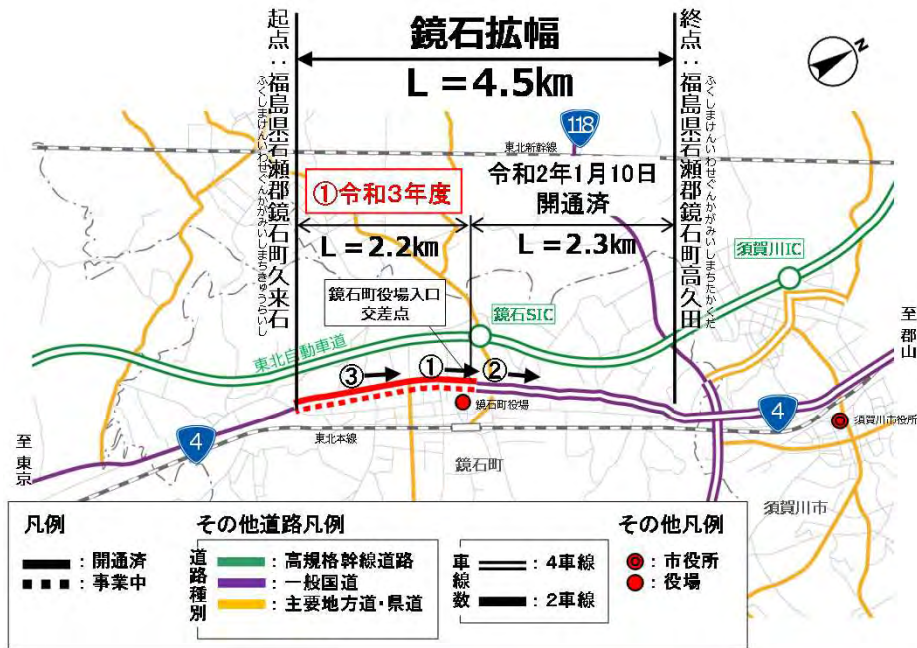 鏡石拡幅
L=4.5km
起点:福島県岩瀬郡鏡石町久来石
ふくしまけんいわせぐんかがみいしまちきゅうらいし
終点:福島県岩瀬郡鏡石町高久田
ふくしまけんいわせぐんかがみいしまちたかくだ
N
118
東北新幹線
①令和3年度
令和2年1月10日
開通済
L=2.2km
L=2.3km
須賀川IC
鏡石町役場入口
交差点
鏡石SIC
至 郡山
東北自動車道
③
①
②
鏡石町役場
4
4
須賀川市役所
東北本線
至 東京
鏡石町
須賀川市
凡例
:開通済
:事業中
その他道路凡例
道路種別
:高規格幹線道路
:一般国道
:主要地方道・県道
車線数
:4車線
:2車線
その他凡例
:市役所
:役場